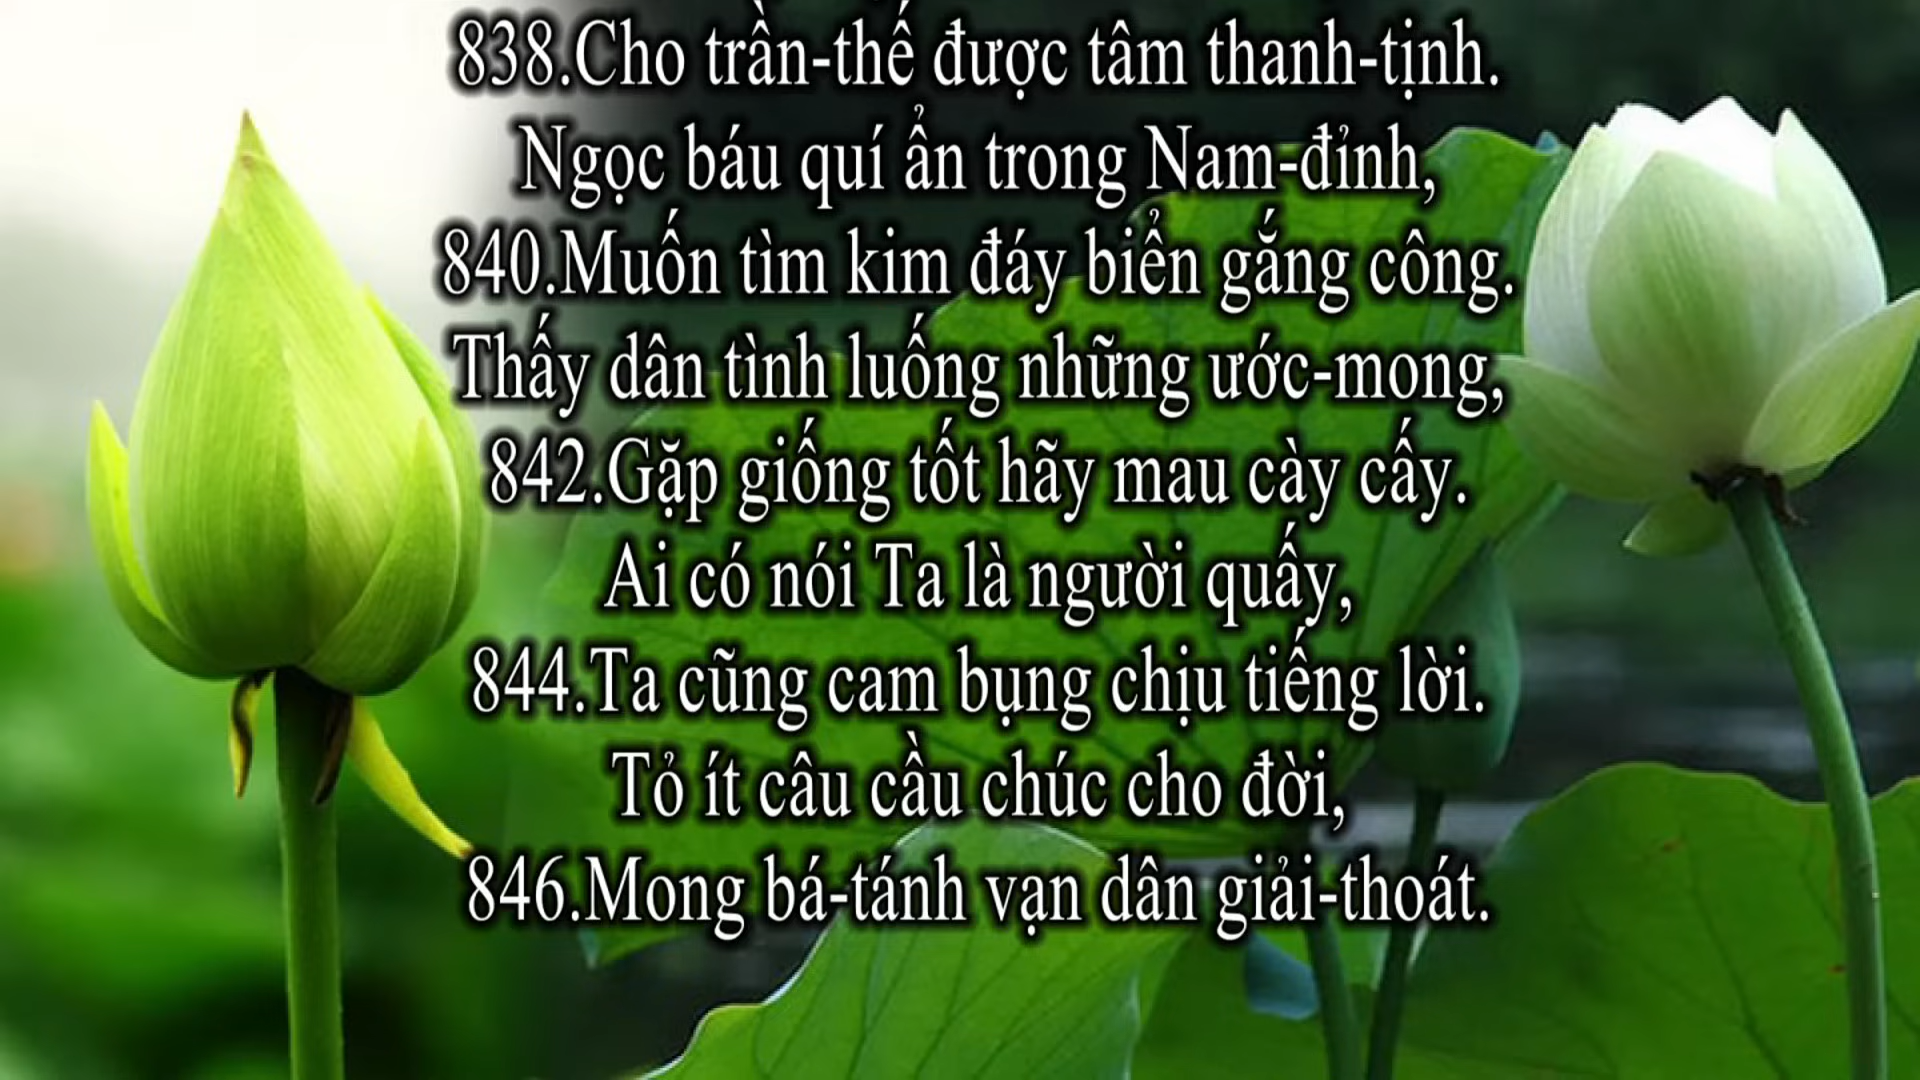 838.Cho trần-thế được tâm thanh-tịnh.
Ngọc báu quí ẩn trong Nam-đỉnh,
840.Muốn tìm kim đáy biển gắng công.
Thấy dân tình luống những ước-mong,
842.Gặp giống tốt hãy mau cày cấy.
Ai có nói Ta là người quấy,
844.Ta cũng cam bụng chịu tiếng lời.
Tỏ ít câu cầu chúc cho đời,
846.Mong bá-tánh vạn dân giải-thoát.